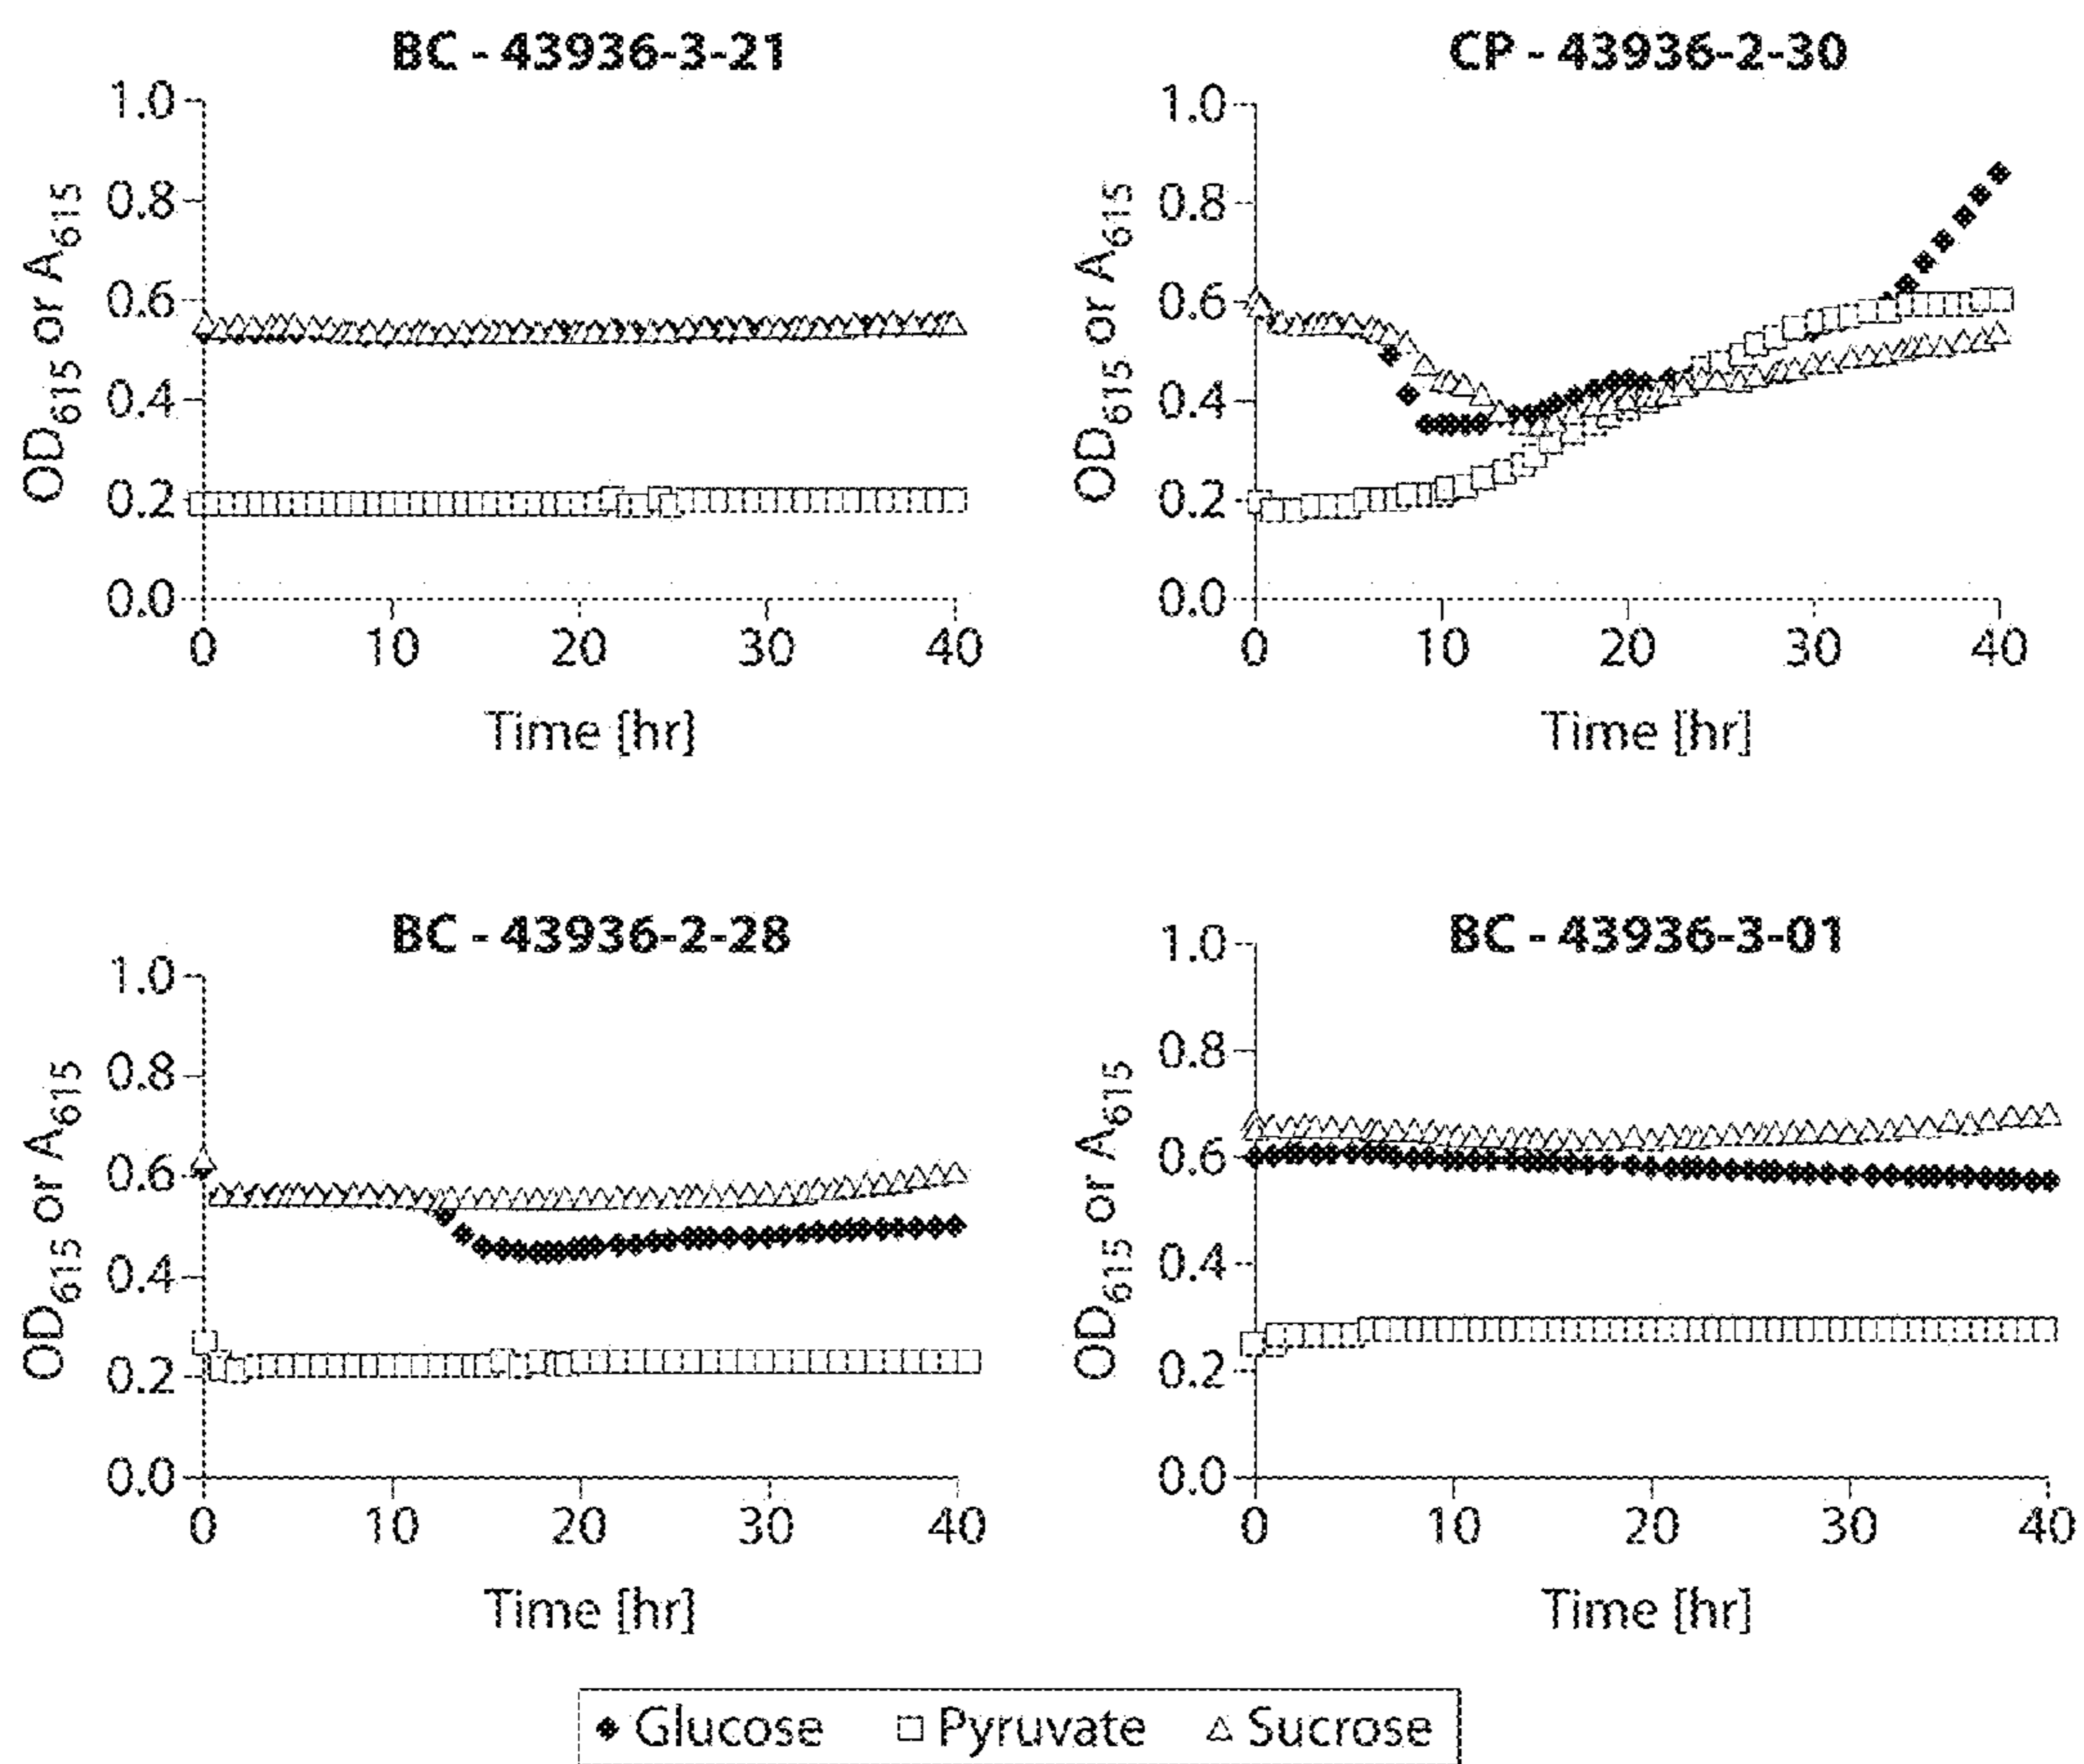 BC - 43936-3-21
1.0
0.8
0.6
0.4
0.2
0.0
OD615 or A615
0 10 20 30 40
Time [hr]
CP - 43936-2-30
1.0
0.8
0.6
0.4
0.2
0.0
OD615 or A615
0 10 20 30 40
Time [hr]
BC - 43936-2-28
1.0
0.8
0.6
0.4
0.2
0.0
OD615 or A615
0 10 20 30 40
Time [hr]
BC - 43936-3-01
1.0
0.8
0.6
0.4
0.2
0.0
OD615 or A615
0 10 20 30 40
Time [hr]
Glucose Pyruvate Sucrose